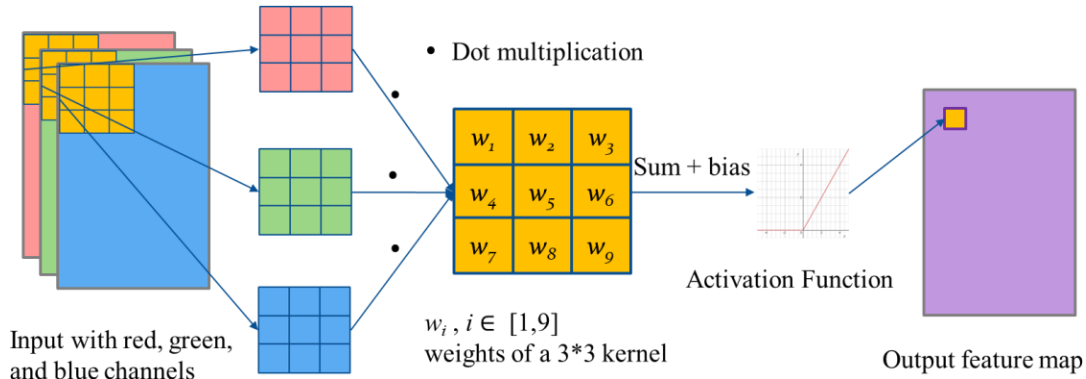 • Dot multiplication
w₁ w₂ w₃
w₄ w₅ w₆
w₇ w₈ w₉
Sum + bias
Activation Function
wᵢ , i ∈ [1,9]
weights of a 3*3 kernel
Input with red, green,
and blue channels
Output feature map